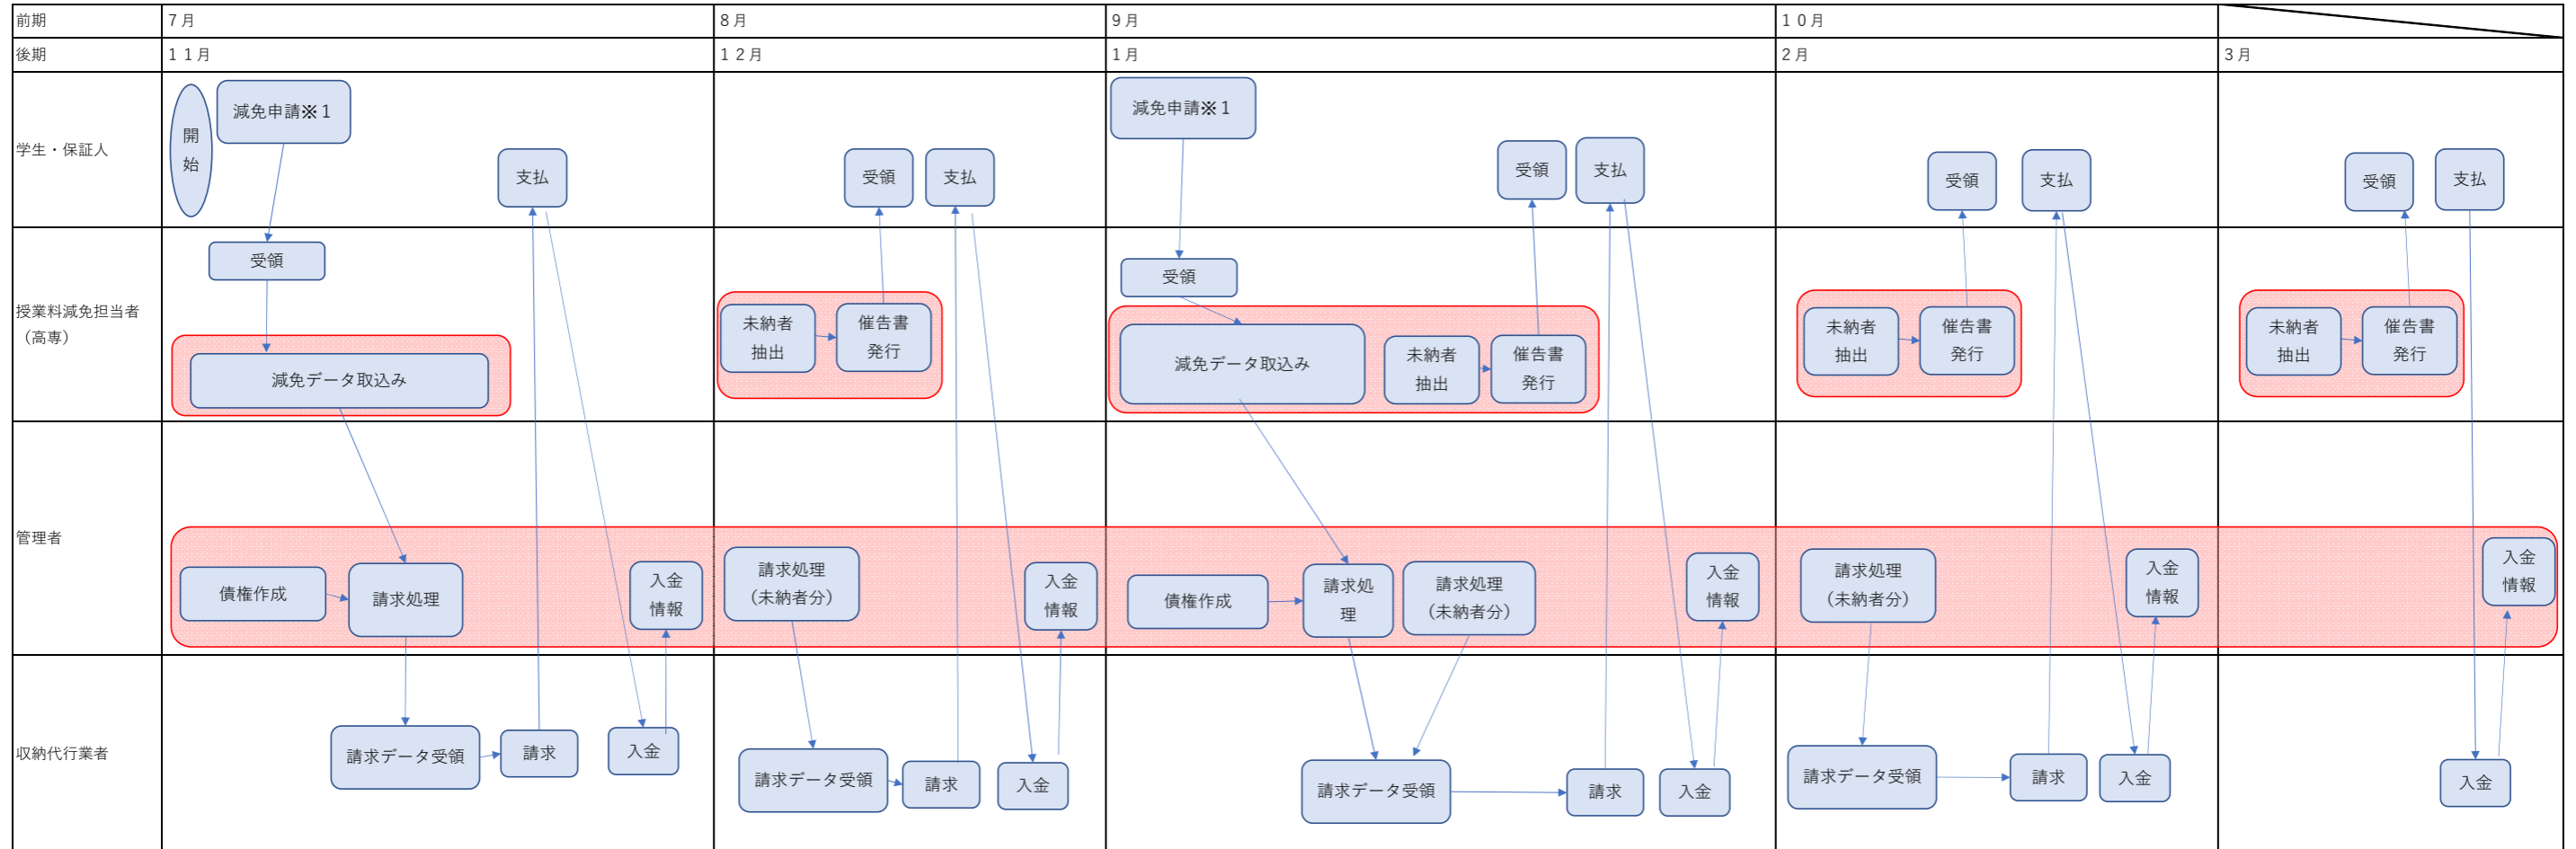 前期
7月
8月
9月
10月
後期
11月
12月
1月
2月
3月
学生・保証人
開
始
減免申請※1
支払
受領
支払
減免申請※1
受領
支払
受領
支払
受領
支払
授業料減免担当者
（高専）
受領
減免データ取込み
未納者
抽出
催告書
発行
受領
減免データ取込み
未納者
抽出
催告書
発行
未納者
抽出
催告書
発行
未納者
抽出
催告書
発行
管理者
債権作成
請求処理
入金
情報
請求処理
（未納者分）
入金
情報
債権作成
請求処
理
請求処理
（未納者分）
入金
情報
請求処理
（未納者分）
入金
情報
入金
情報
収納代行業者
請求データ受領
請求
入金
請求データ受領
請求
入金
請求データ受領
請求
入金
請求データ受領
請求
入金
入金